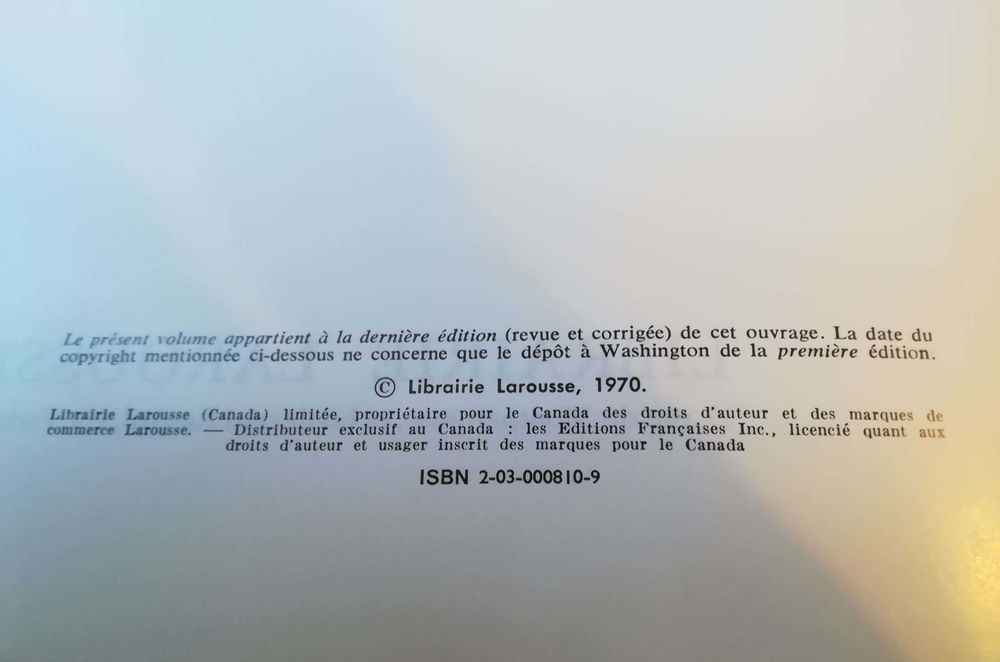 Le présent volume appartient à la dernière édition (revue et corrigée) de cet ouvrage. La date du
copyright mentionnée ci-dessous ne concerne que le dépôt à Washington de la première édition.
© Librairie Larousse, 1970.
Librairie Larousse (Canada) limitée, propriétaire pour le Canada des droits d'auteur et des marques de
commerce Larousse. — Distributeur exclusif au Canada : les Editions Françaises Inc., licencié quant aux
droits d'auteur et usager inscrit des marques pour le Canada
ISBN 2-03-000810-9